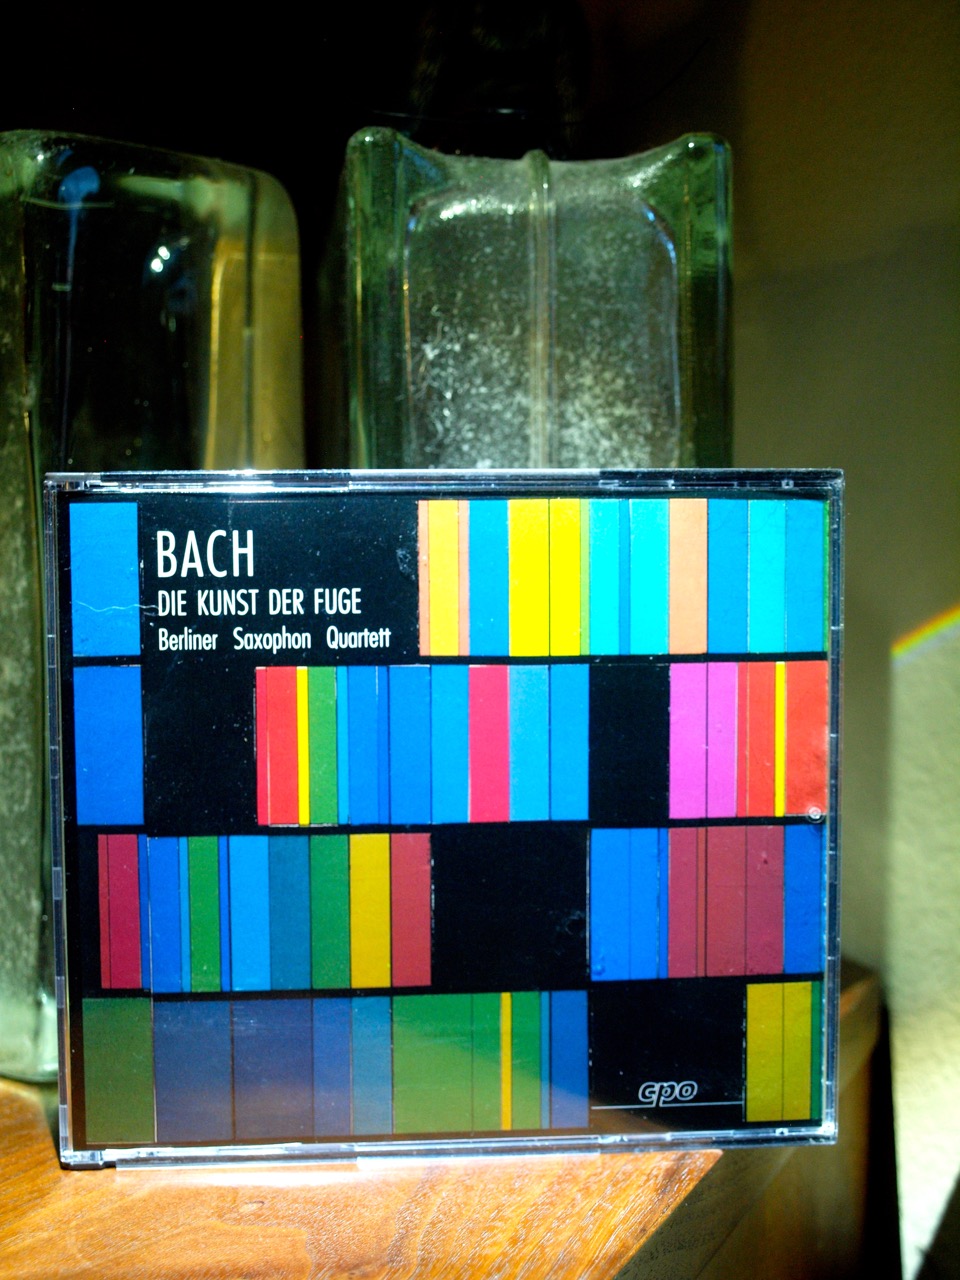 BACH
DIE KUNST DER FUGE
Berliner Saxophon Quartett
cpo